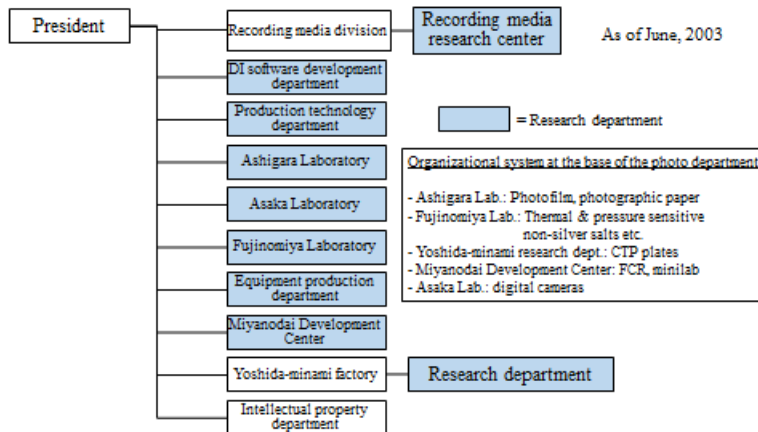 President
Recording media division
Recording media
research center
As of June, 2003
DI software development
department
Production technology
department
= Research department
Ashigara Laboratory
Asaka Laboratory
Fujinomiya Laboratory
Equipment production
department
Miyanodai Development
Center
Yoshida-minami factory
Research department
Intellectual property
department
Organizational system at the base of the photo department
- Ashigara Lab.: Photofilm, photographic paper
- Fujinomiya Lab.: Thermal & pressure sensitive
non-silver salts etc.
- Yoshida-minami research dept.: CTP plates
- Miyanodai Development Center: FCR, minilab
- Asaka Lab.: digital cameras